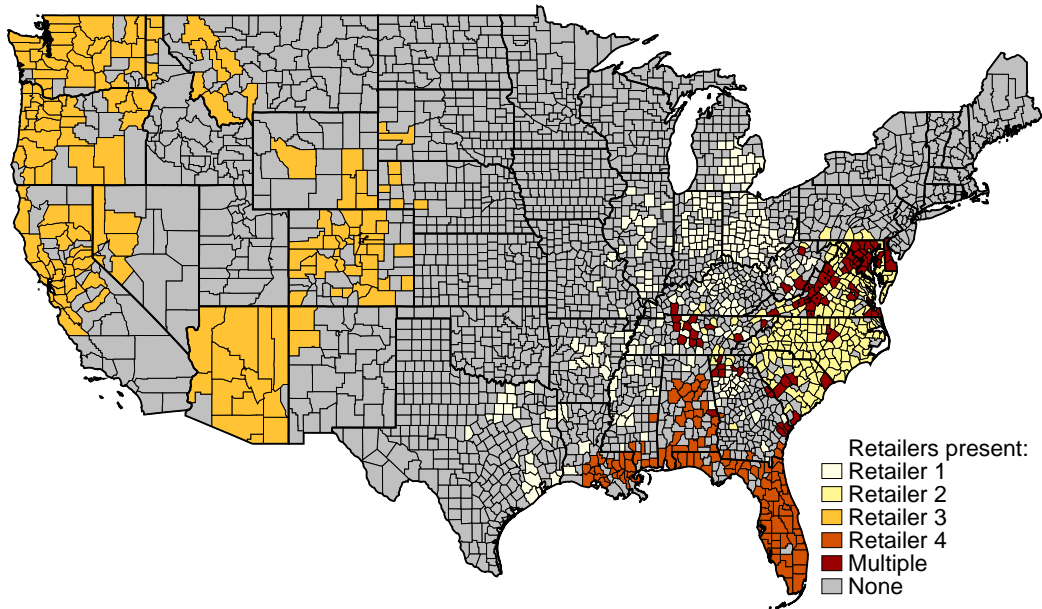 Retailers present:
Retailer 1
Retailer 2
Retailer 3
Retailer 4
Multiple
None